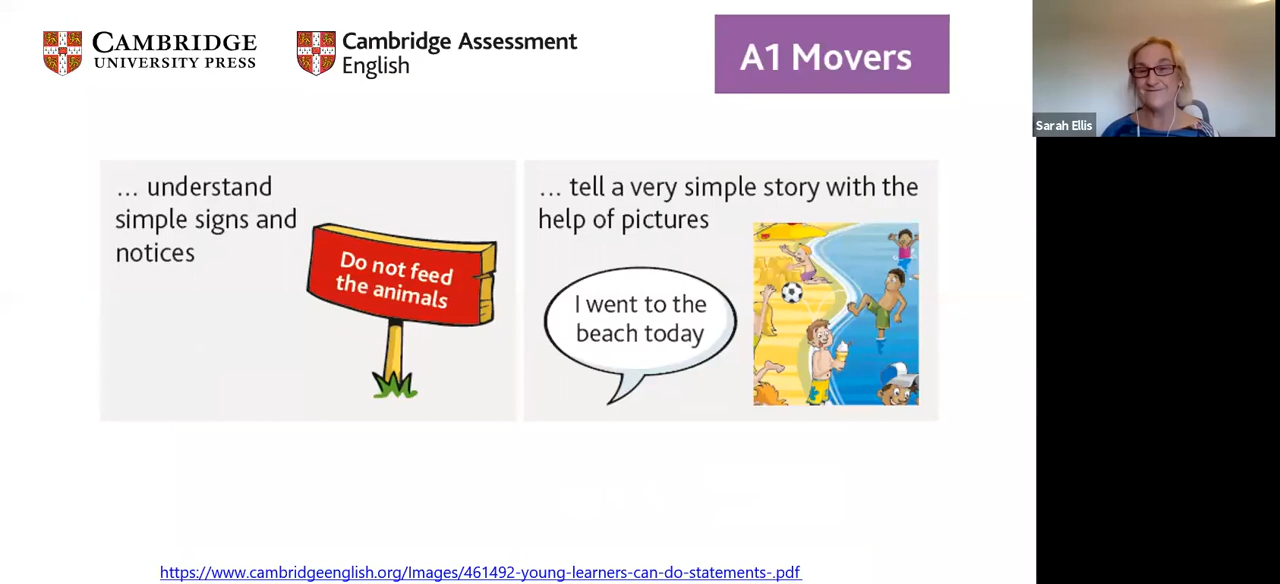 CAMBRIDGE
UNIVERSITY PRESS
Cambridge Assessment
English
A1 Movers
Sarah Ellis
... understand
simple signs and
notices
Do not feed
the animals
... tell a very simple story with the
help of pictures
I went to the
beach today
https://www.cambridgeenglish.org/Images/461492-young-learners-can-do-statements-.pdf